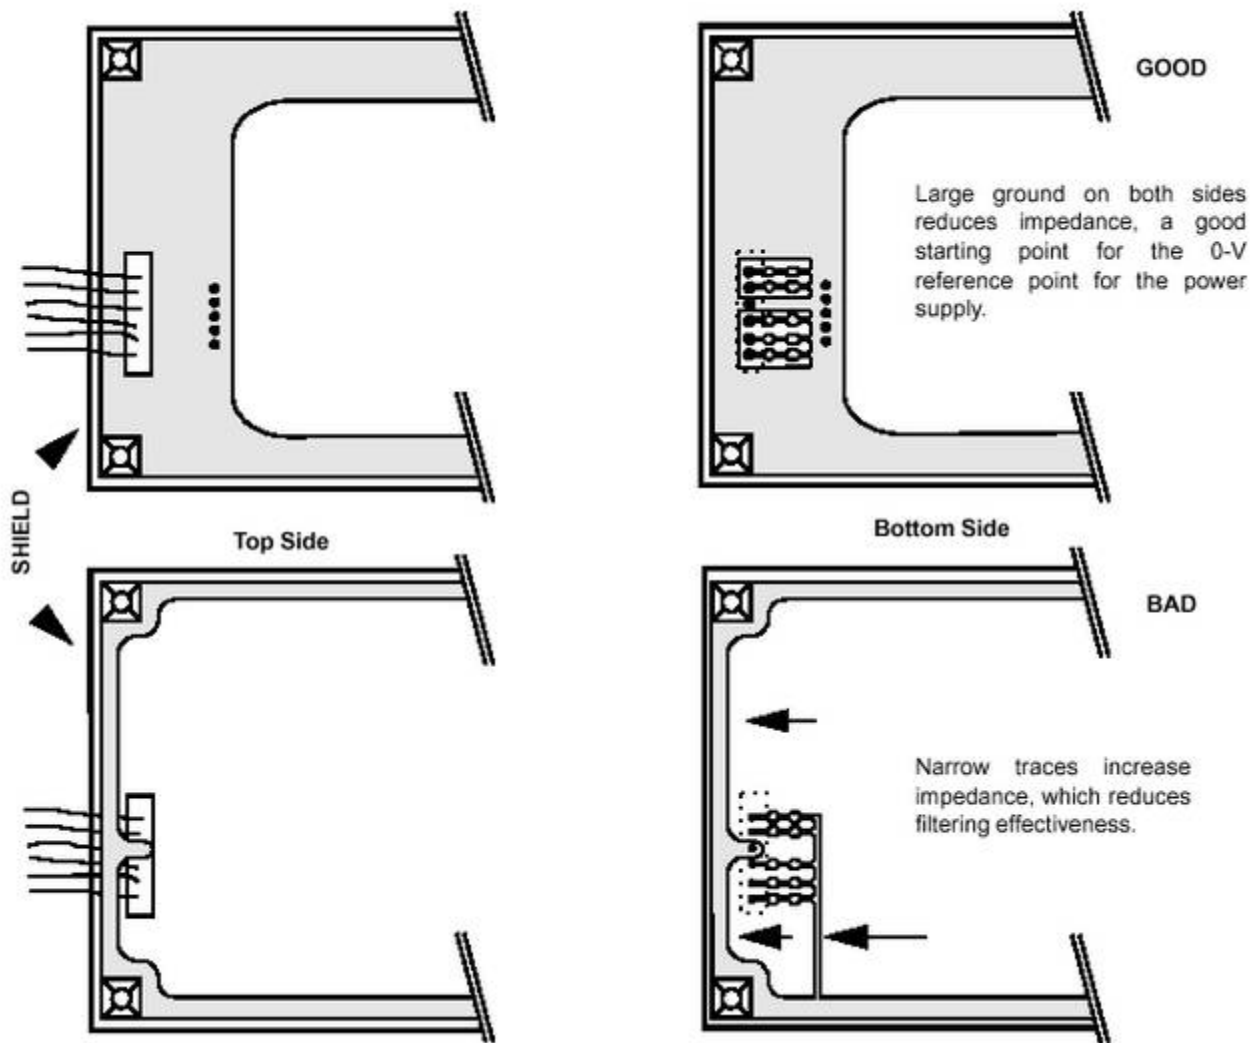 GOOD
Large ground on both sides
reduces impedance, a good
starting point for the 0-V
reference point for the power
supply.
SHIELD
Top Side
Bottom Side
BAD
Narrow traces increase
impedance, which reduces
filtering effectiveness.